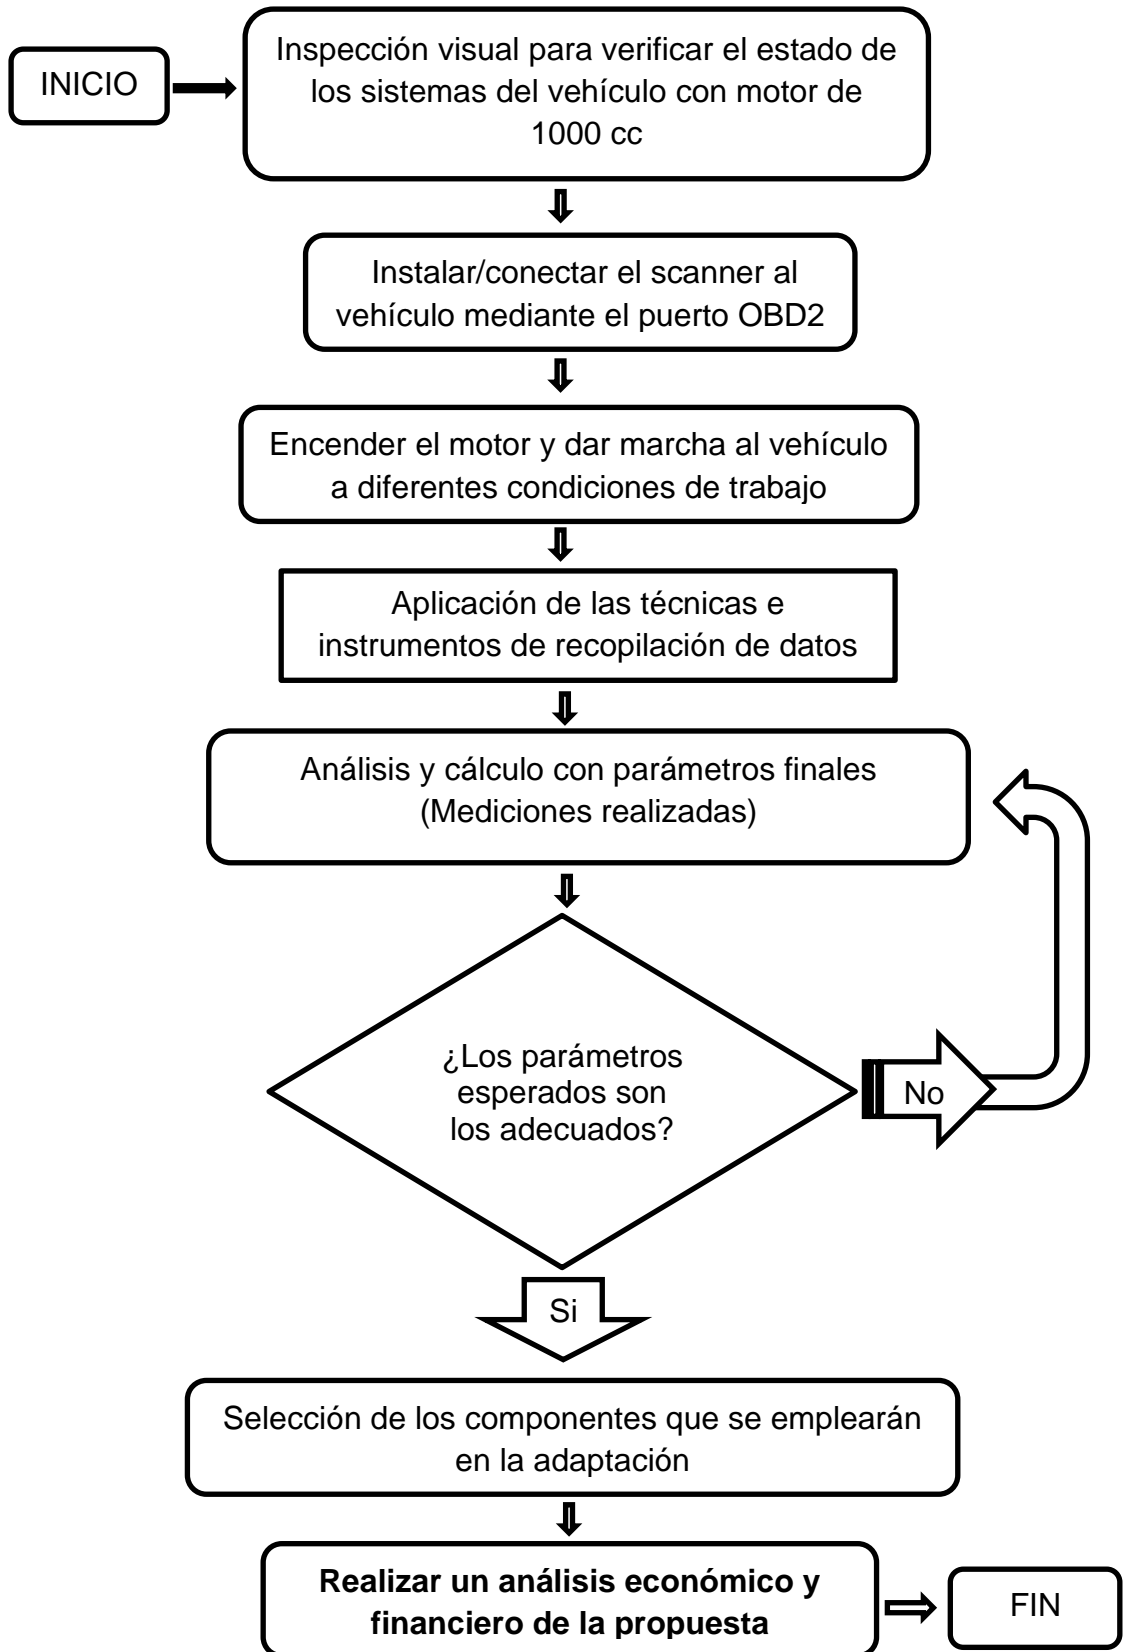 INICIO
Inspección visual para verificar el estado de
los sistemas del vehículo con motor de
1000 cc
Instalar/conectar el scanner al
vehículo mediante el puerto OBD2
Encender el motor y dar marcha al vehículo
a diferentes condiciones de trabajo
Aplicación de las técnicas e
instrumentos de recopilación de datos
Análisis y cálculo con parámetros finales
(Mediciones realizadas)
¿Los parámetros
esperados son
los adecuados?
No
Si
Selección de los componentes que se emplearán
en la adaptación
Realizar un análisis económico y
financiero de la propuesta
FIN